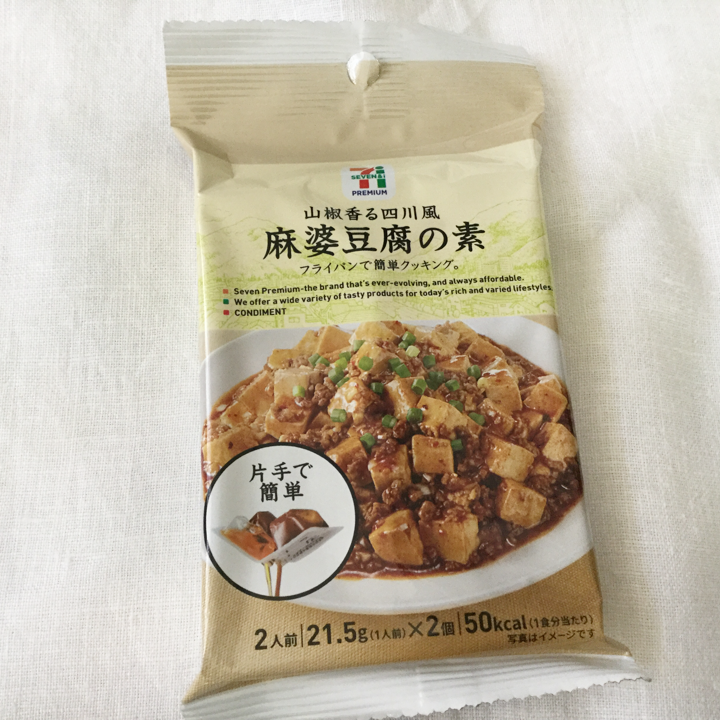 SEVEN&i
PREMIUM
山椒香る四川風
麻婆豆腐の素
フライパンで簡単クッキング。
Seven Premium-the brand that's ever-evolving, and always affordable.
We offer a wide variety of tasty products for today's rich and varied lifestyles.
CONDIMENT
片手で
簡単
2人前 21.5g(1人前)×2個 50kcal(1食分当たり)
写真はイメージです